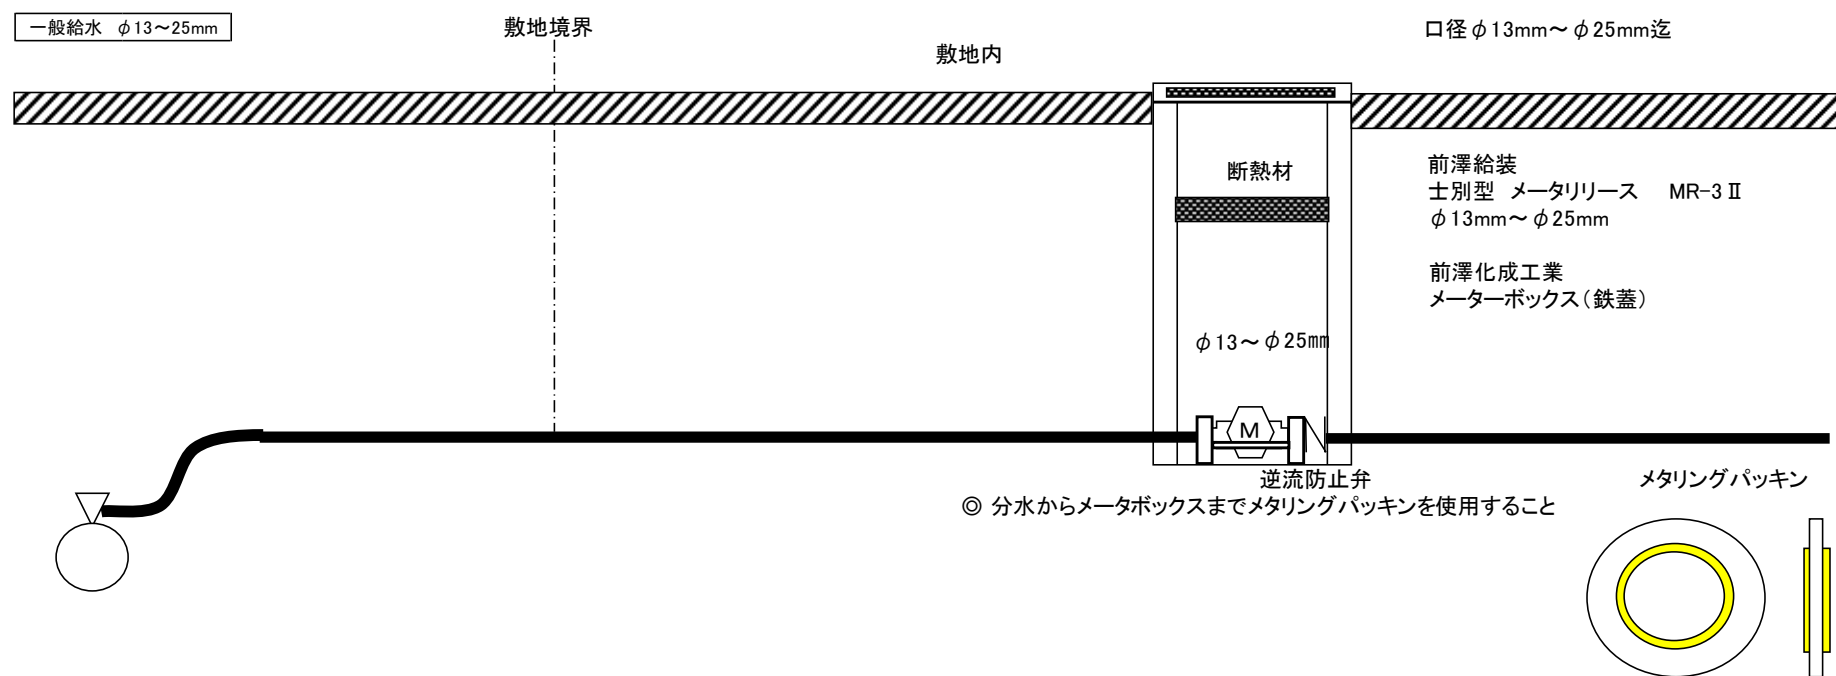 一般給水 φ13～25mm
敷地境界
敷地内
口径φ13mm～φ25mm迄
断熱材
前澤給装
士別型 メータリリース MR-3Ⅱ
φ13mm～φ25mm
前澤化成工業
メーターボックス（鉄蓋）
φ13～φ25mm
M
逆流防止弁
◎ 分水からメータボックスまでメタリングパッキンを使用すること
メタリングパッキン